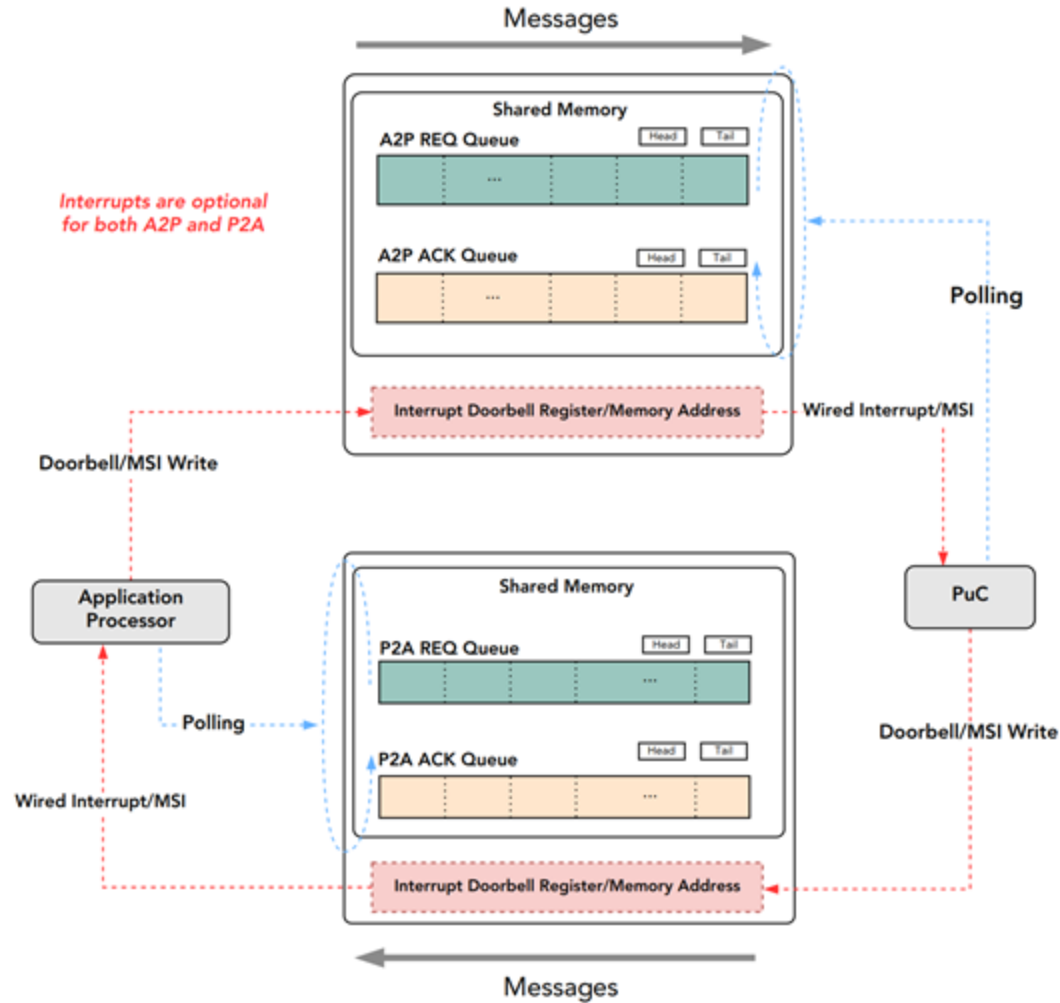 Messages
Shared Memory
A2P REQ Queue
Head
Tail
...
Interrupts are optional
for both A2P and P2A
A2P ACK Queue
Head
Tail
...
Polling
Interrupt Doorbell Register/Memory Address
Wired Interrupt/MSI
Doorbell/MSI Write
Application
Processor
Shared Memory
PuC
P2A REQ Queue
Head
Tail
...
Polling
Doorbell/MSI Write
P2A ACK Queue
Head
Tail
...
Wired Interrupt/MSI
Interrupt Doorbell Register/Memory Address
Messages